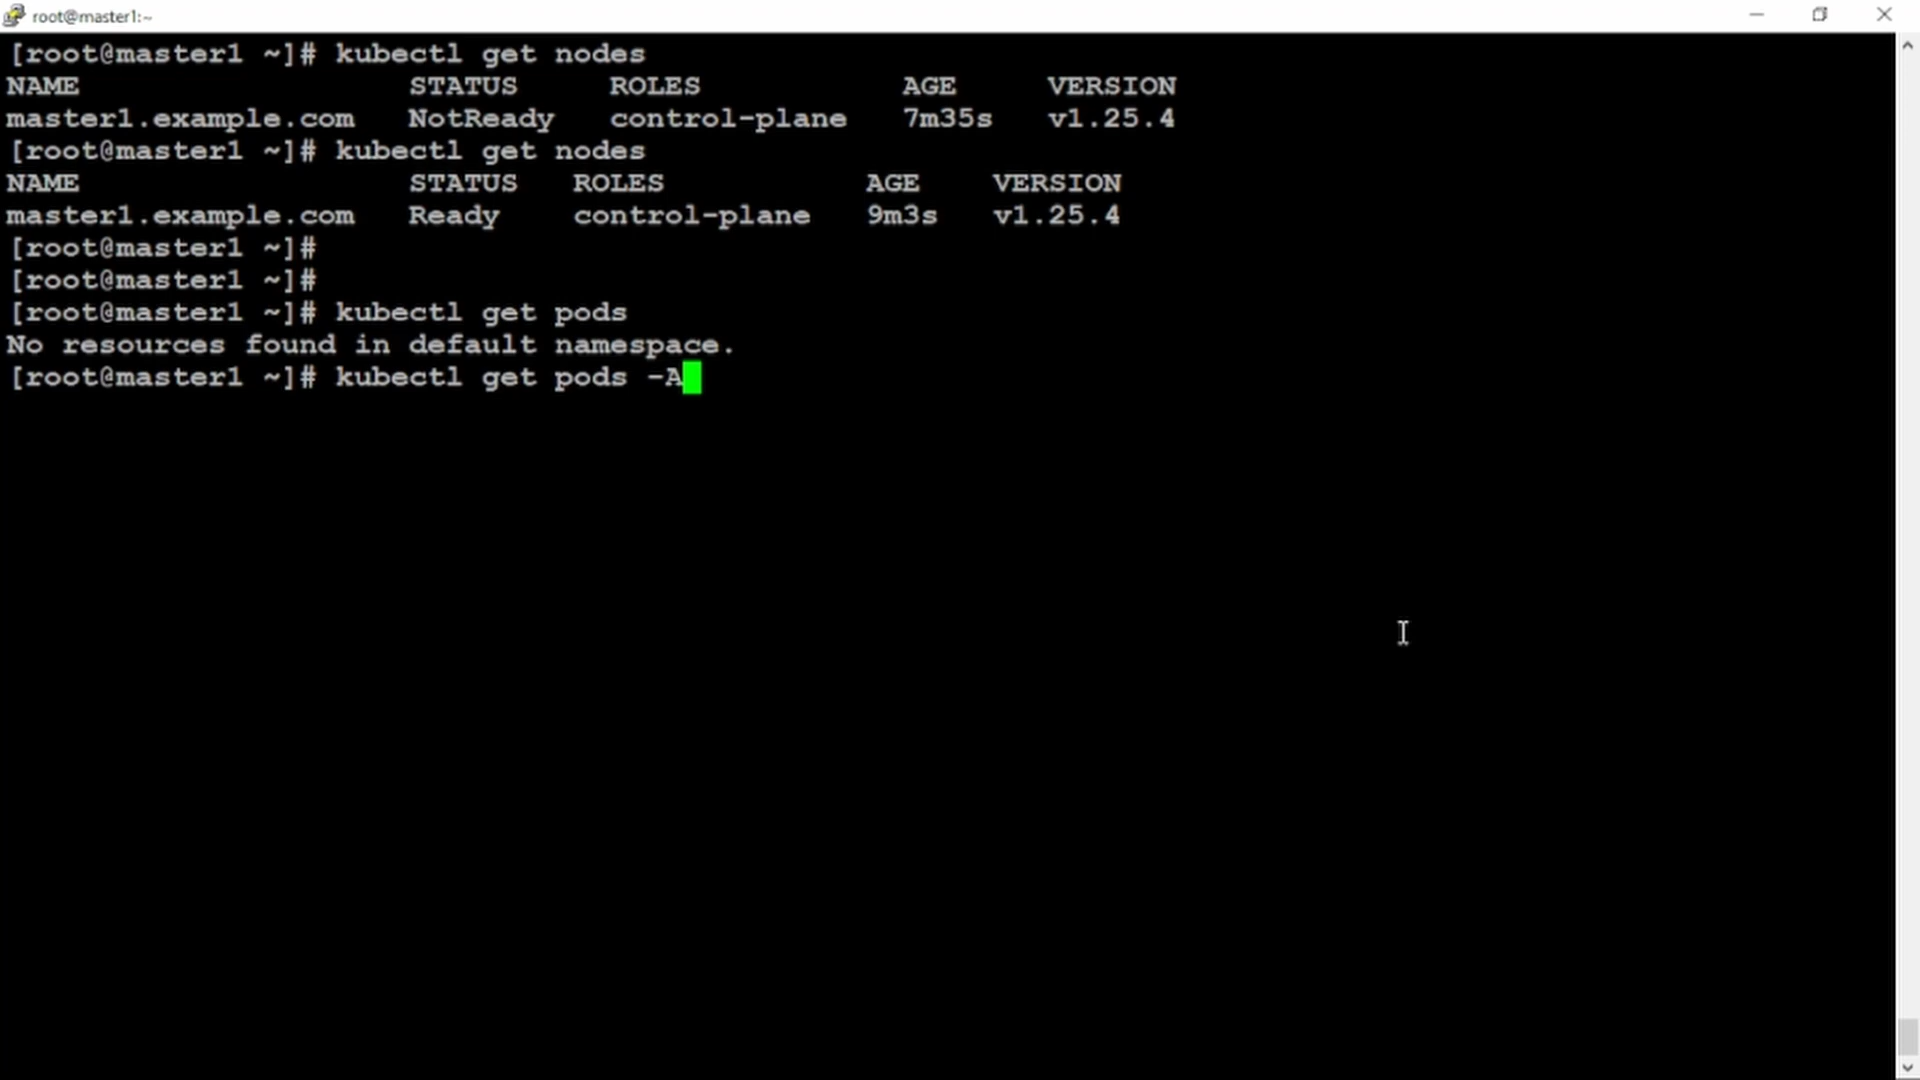 root@master1:~
[root@master1 ~]# kubectl get nodes
NAME                  STATUS     ROLES           AGE     VERSION
master1.example.com   NotReady   control-plane   7m35s   v1.25.4
[root@master1 ~]# kubectl get nodes
NAME                  STATUS   ROLES           AGE    VERSION
master1.example.com   Ready    control-plane   9m3s   v1.25.4
[root@master1 ~]#
[root@master1 ~]#
[root@master1 ~]# kubectl get pods
No resources found in default namespace.
[root@master1 ~]# kubectl get pods -A